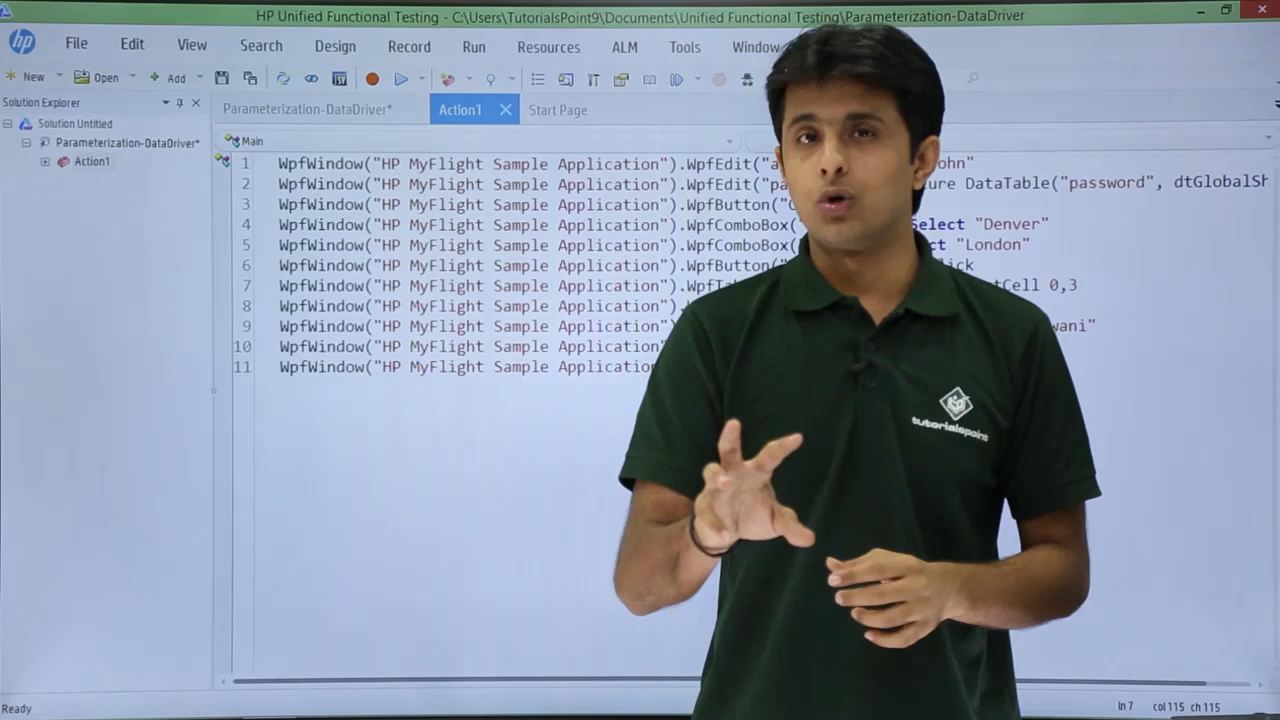 HP Unified Functional Testing - C:\Users\TutorialsPoint9\Documents\Unified Functional Testing\Parameterization-DataDriver
hp File Edit View Search Design Record Run Resources ALM Tools Window
New Open Add
Solution Explorer
Parameterization-DataDriver* Action1 Start Page
Solution Untitled
Parameterization-DataDriver*
Action1
Main
1 WpfWindow("HP MyFlight Sample Application").WpfEdit("a ohn"
2 WpfWindow("HP MyFlight Sample Application").WpfEdit("pa ure DataTable("password", dtGlobalSh
3 WpfWindow("HP MyFlight Sample Application").WpfButton("
4 WpfWindow("HP MyFlight Sample Application").WpfComboBox( Select "Denver"
5 WpfWindow("HP MyFlight Sample Application").WpfComboBox( ct "London"
6 WpfWindow("HP MyFlight Sample Application").WpfButton( ick
7 WpfWindow("HP MyFlight Sample Application").WpfT tCell 0,3
8 WpfWindow("HP MyFlight Sample Application").
9 WpfWindow("HP MyFlight Sample Application" wani"
10 WpfWindow("HP MyFlight Sample Application"
11 WpfWindow("HP MyFlight Sample Application
tutorialspoint
Ready ln 7 col 115 ch 115